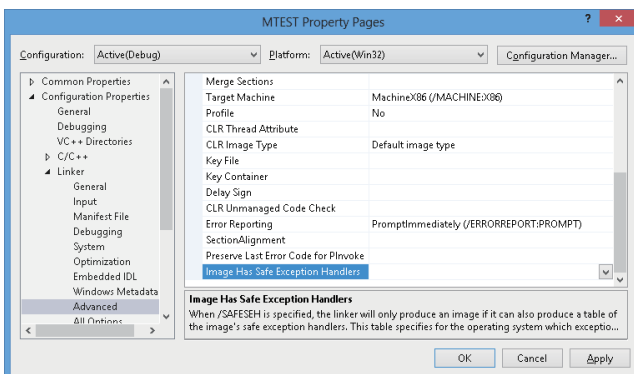 MTEST Property Pages
? ×
Configuration: Active(Debug) Platform: Active(Win32) Configuration Manager...
Common Properties
Configuration Properties
General
Debugging
VC++ Directories
C/C++
Linker
General
Input
Manifest File
Debugging
System
Optimization
Embedded IDL
Windows Metadata
Advanced
All Options
Merge Sections
Target Machine MachineX86 (/MACHINE:X86)
Profile No
CLR Thread Attribute
CLR Image Type Default image type
Key File
Key Container
Delay Sign
CLR Unmanaged Code Check
Error Reporting PromptImmediately (/ERRORREPORT:PROMPT)
SectionAlignment
Preserve Last Error Code for PInvoke
Image Has Safe Exception Handlers
Image Has Safe Exception Handlers
When /SAFESEH is specified, the linker will only produce an image if it can also produce a table of
the image's safe exception handlers. This table specifies for the operating system which exceptio...
OK Cancel Apply